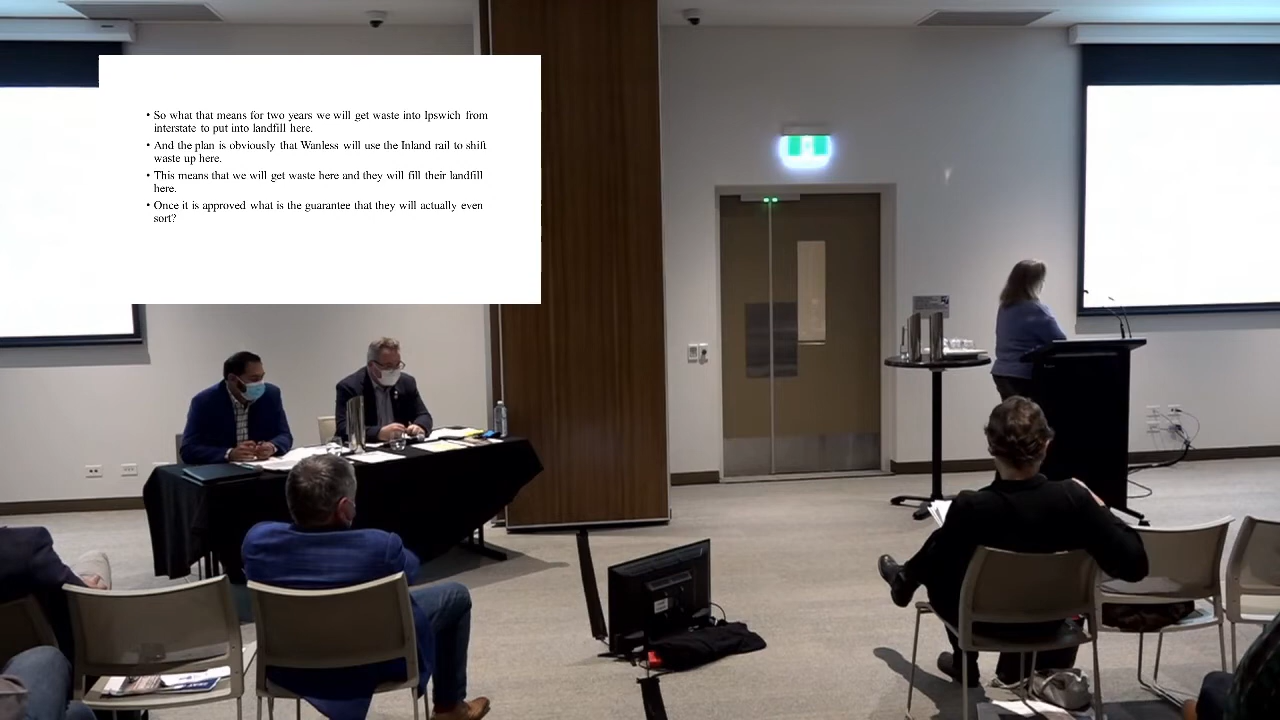 • So what that means for two years we will get waste into Ipswich from
interstate to put into landfill here.
• And the plan is obviously that Wanless will use the Inland rail to shift
waste up here.
• This means that we will get waste here and they will fill their landfill
here.
• Once it is approved what is the guarantee that they will actually even
sort?